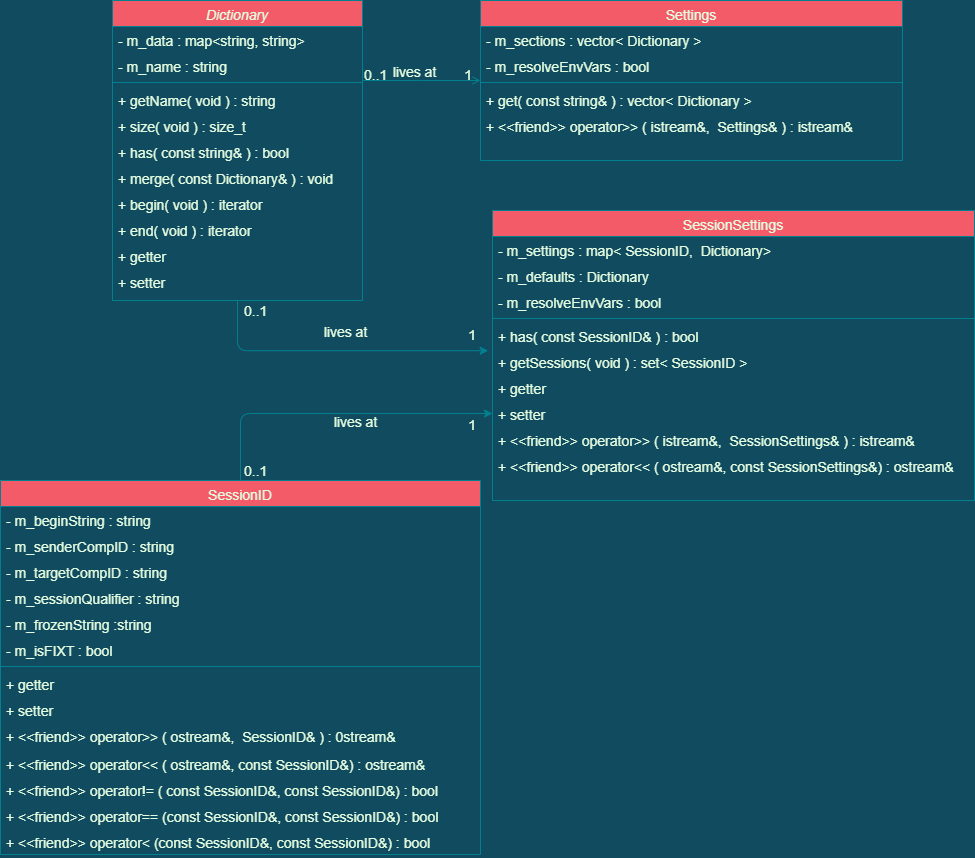 Dictionary
- m_data : map<string, string>
- m_name : string
+ getName( void ) : string
+ size( void ) : size_t
+ has( const string& ) : bool
+ merge( const Dictionary& ) : void
+ begin( void ) : iterator
+ end( void ) : iterator
+ getter
+ setter
0..1 lives at 1
Settings
- m_sections : vector< Dictionary >
- m_resolveEnvVars : bool
+ get( const string& ) : vector< Dictionary >
+ <<friend>> operator>> ( istream&, Settings& ) : istream&
0..1
lives at
1
SessionSettings
- m_settings : map< SessionID, Dictionary>
- m_defaults : Dictionary
- m_resolveEnvVars : bool
+ has( const SessionID& ) : bool
+ getSessions( void ) : set< SessionID >
+ getter
+ setter
+ <<friend>> operator>> ( istream&, SessionSettings& ) : istream&
+ <<friend>> operator<< ( ostream&, const SessionSettings&) : ostream&
lives at
1
0..1
SessionID
- m_beginString : string
- m_senderCompID : string
- m_targetCompID : string
- m_sessionQualifier : string
- m_frozenString :string
- m_isFIXT : bool
+ getter
+ setter
+ <<friend>> operator>> ( ostream&, SessionID& ) : 0stream&
+ <<friend>> operator<< ( ostream&, const SessionID&) : ostream&
+ <<friend>> operator!= ( const SessionID&, const SessionID&) : bool
+ <<friend>> operator== (const SessionID&, const SessionID&) : bool
+ <<friend>> operator< (const SessionID&, const SessionID&) : bool